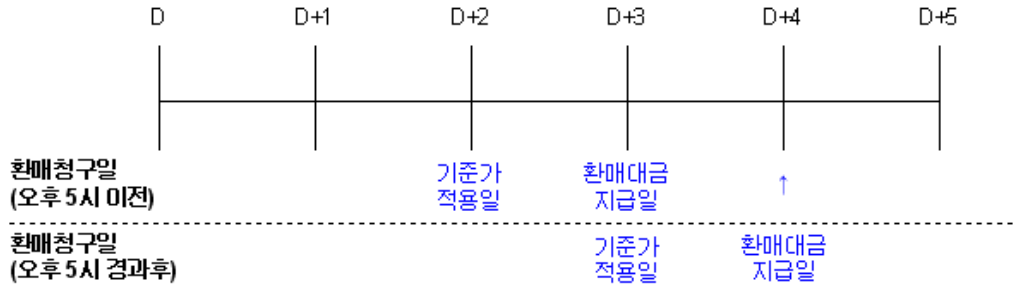 D D+1 D+2 D+3 D+4 D+5
환매청구일
(오후 5시 이전)
기준가
적용일
환매대금
지급일
↑
환매청구일
(오후 5시 경과후)
기준가
적용일
환매대금
지급일